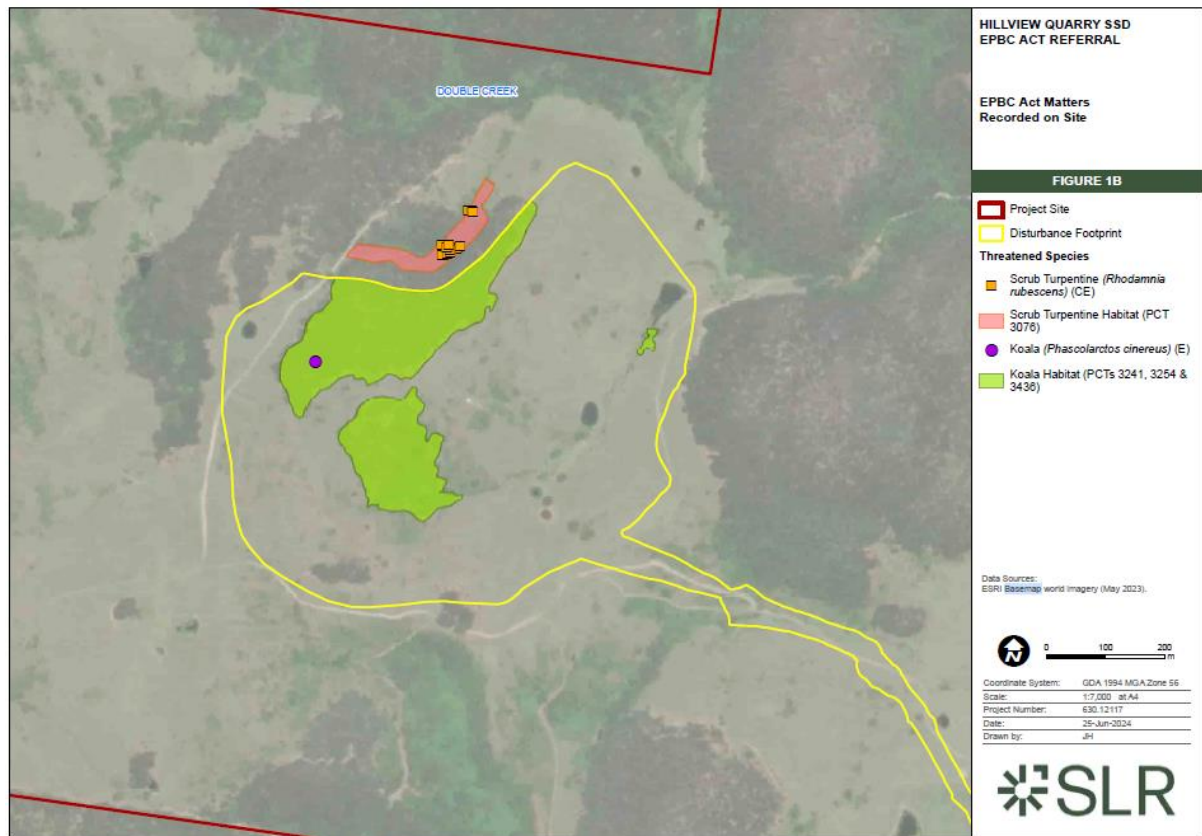 DOUBLE CREEK
HILLVIEW QUARRY SSD
EPBC ACT REFERRAL
EPBC Act Matters
Recorded on Site
FIGURE 1B
Project Site
Disturbance Footprint
Threatened Species
Scrub Turpentine (Rhodamnia
rubescens) (CE)
Scrub Turpentine Habitat (PCT
3076)
Koala (Phascolarctos cinereus) (E)
Koala Habitat (PCTs 3241, 3254 &
3436)
Data Sources:
ESRI Basemap world imagery (May 2023).
N
0 100 200
m
Coordinate System: GDA 1994 MGA Zone 56
Scale: 1:7,000 at A4
Project Number: 630.12117
Date: 25-Jun-2024
Drawn by: JH
SLR